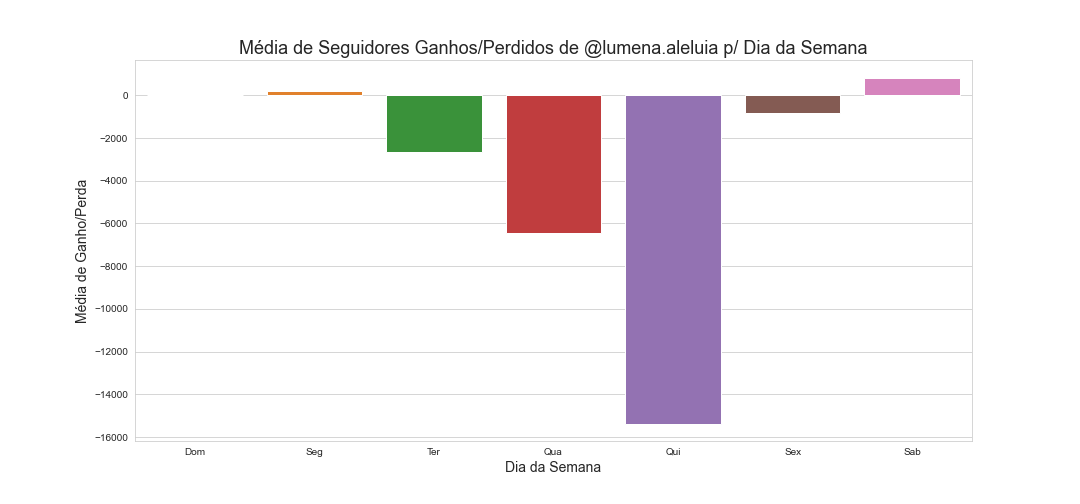 Média de Seguidores Ganhos/Perdidos de @lumena.aleluia p/ Dia da Semana
Média de Ganho/Perda
0
−2000
−4000
−6000
−8000
−10000
−12000
−14000
−16000
Dom Seg Ter Qua Qui Sex Sab
Dia da Semana